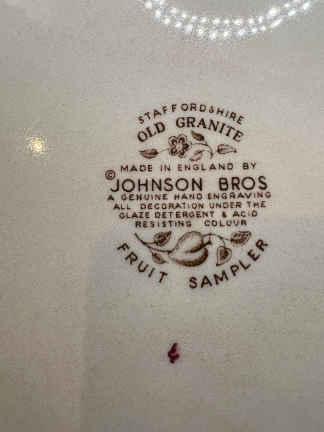 STAFFORDSHIRE
OLD GRANITE
MADE IN ENGLAND BY
© JOHNSON BROS
A GENUINE HAND ENGRAVING
ALL DECORATION UNDER THE
GLAZE DETERGENT & ACID
RESISTING COLOUR
FRUIT SAMPLER